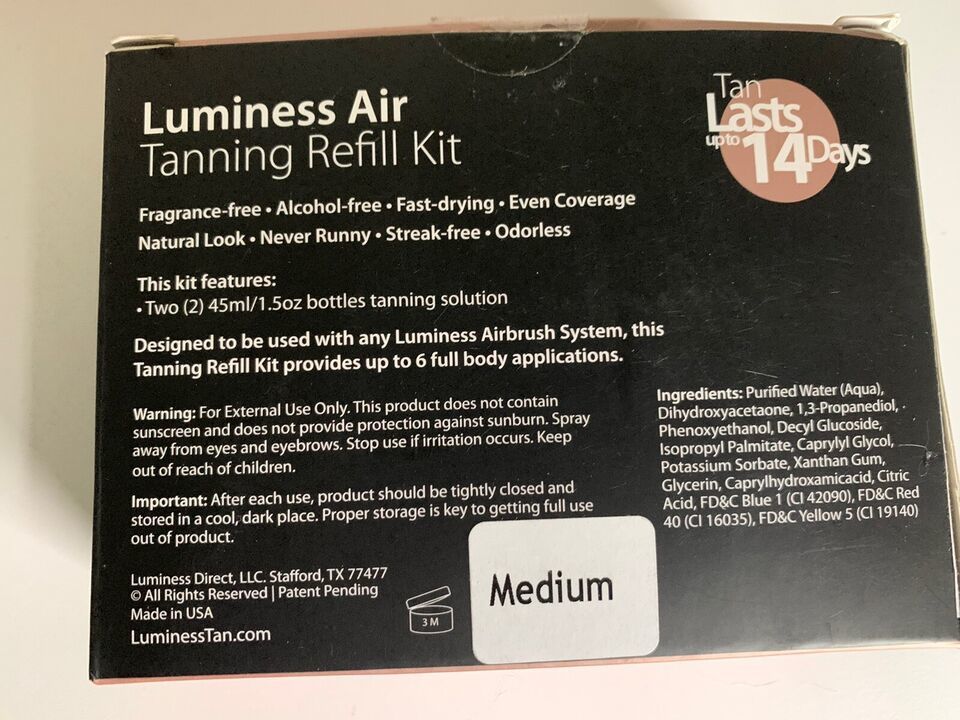 Luminess Air
Tanning Refill Kit
Tan
Lasts
up to
14 Days
Fragrance-free • Alcohol-free • Fast-drying • Even Coverage
Natural Look • Never Runny • Streak-free • Odorless
This kit features:
• Two (2) 45ml/1.5oz bottles tanning solution
Designed to be used with any Luminess Airbrush System, this
Tanning Refill Kit provides up to 6 full body applications.
Warning: For External Use Only. This product does not contain
sunscreen and does not provide protection against sunburn. Spray
away from eyes and eyebrows. Stop use if irritation occurs. Keep
out of reach of children.
Important: After each use, product should be tightly closed and
stored in a cool, dark place. Proper storage is key to getting full use
out of product.
Ingredients: Purified Water (Aqua),
Dihydroxyacetaone, 1,3-Propanediol,
Phenoxyethanol, Decyl Glucoside,
Isopropyl Palmitate, Caprylyl Glycol,
Potassium Sorbate, Xanthan Gum,
Glycerin, Caprylhydroxamicacid, Citric
Acid, FD&C Blue 1 (CI 42090), FD&C Red
40 (CI 16035), FD&C Yellow 5 (CI 19140)
Luminess Direct, LLC. Stafford, TX 77477
© All Rights Reserved | Patent Pending
Made in USA
LuminessTan.com
3 M
Medium